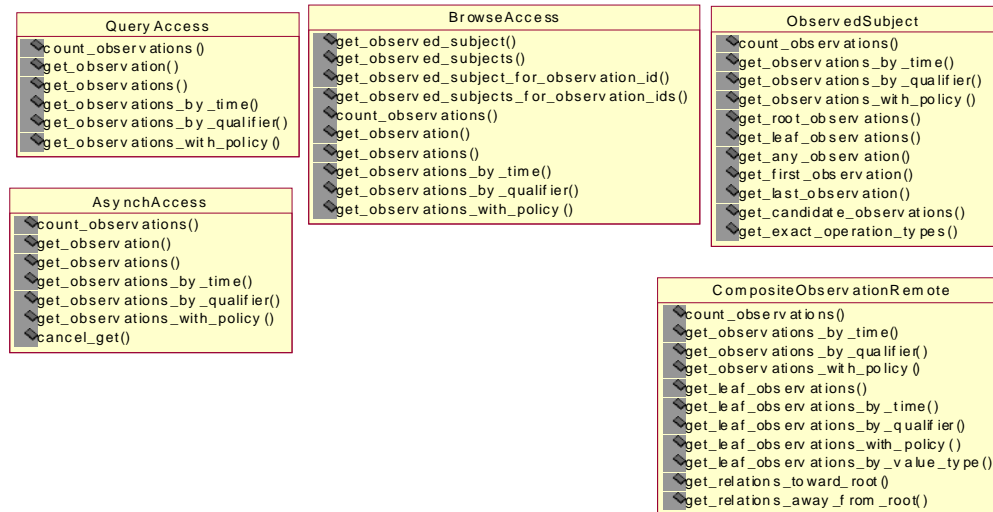 QueryAccess
count_observations()
get_observation()
get_observations()
get_observations_by_time()
get_observations_by_qualifier()
get_observations_with_policy()
BrowseAccess
get_observed_subject()
get_observed_subjects()
get_observed_subject_for_observation_id()
get_observed_subjects_for_observation_ids()
count_observations()
get_observation()
get_observations()
get_observations_by_time()
get_observations_by_qualifier()
get_observations_with_policy()
ObservedSubject
count_observations()
get_observations_by_time()
get_observations_by_qualifier()
get_observations_with_policy()
get_root_observations()
get_leaf_observations()
get_any_observation()
get_first_observation()
get_last_observation()
get_candidate_observations()
get_exact_operation_types()
AsynchAccess
count_observations()
get_observation()
get_observations()
get_observations_by_time()
get_observations_by_qualifier()
get_observations_with_policy()
cancel_get()
CompositeObservationRemote
count_observations()
get_observations_by_time()
get_observations_by_qualifier()
get_observations_with_policy()
get_leaf_observations()
get_leaf_observations_by_time()
get_leaf_observations_by_qualifier()
get_leaf_observations_with_policy()
get_leaf_observations_by_value_type()
get_relations_toward_root()
get_relations_away_from_root()